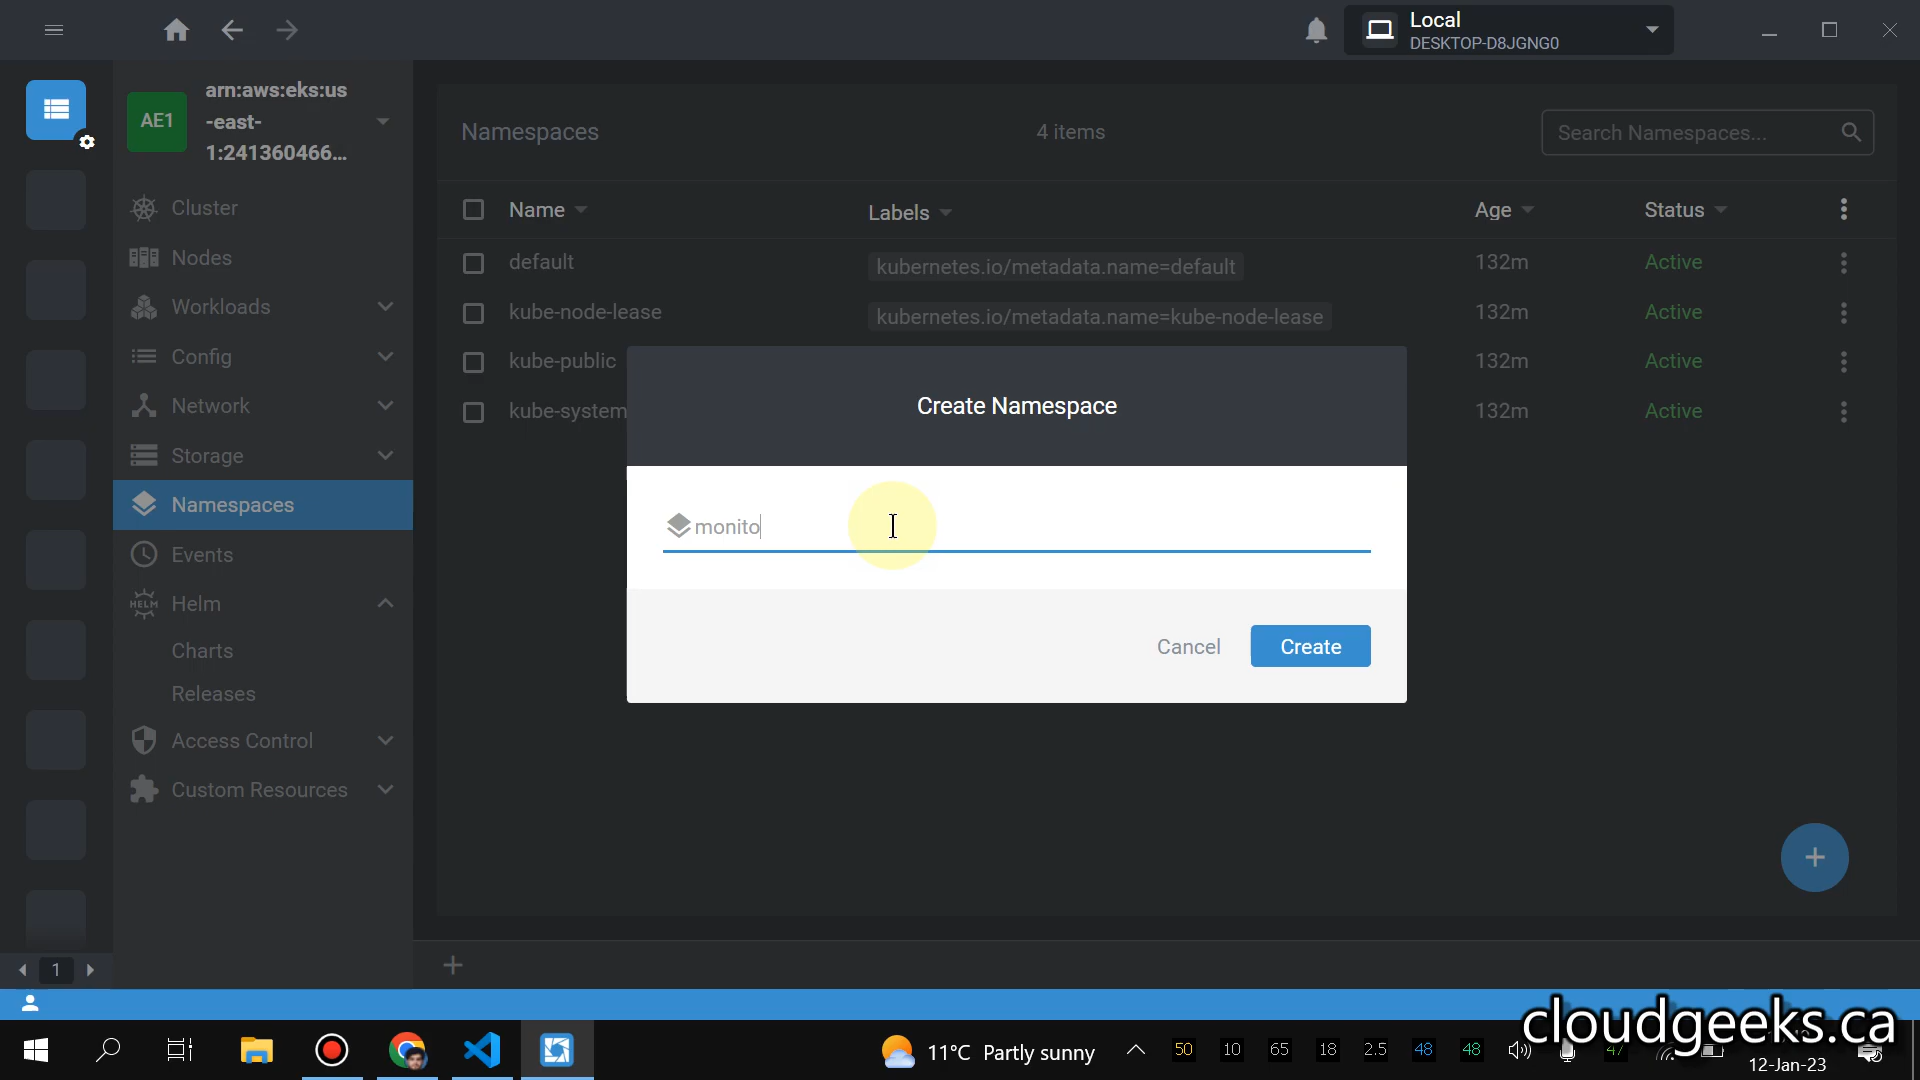 Local
DESKTOP-D8JGNG0
AE1
arn:aws:eks:us
-east-
1:241360466...
Cluster
Nodes
Workloads
Config
Network
Storage
Namespaces
Events
HELM
Helm
Charts
Releases
Access Control
Custom Resources
1
Namespaces
4 items
Search Namespaces...
Name Labels Age Status
default kubernetes.io/metadata.name=default 132m Active
kube-node-lease kubernetes.io/metadata.name=kube-node-lease 132m Active
kube-public 132m Active
kube-system 132m Active
Create Namespace
monito
Cancel Create
11°C Partly sunny
50 10 65 18 2.5 48 48 47
12-Jan-23
cloudgeeks.ca